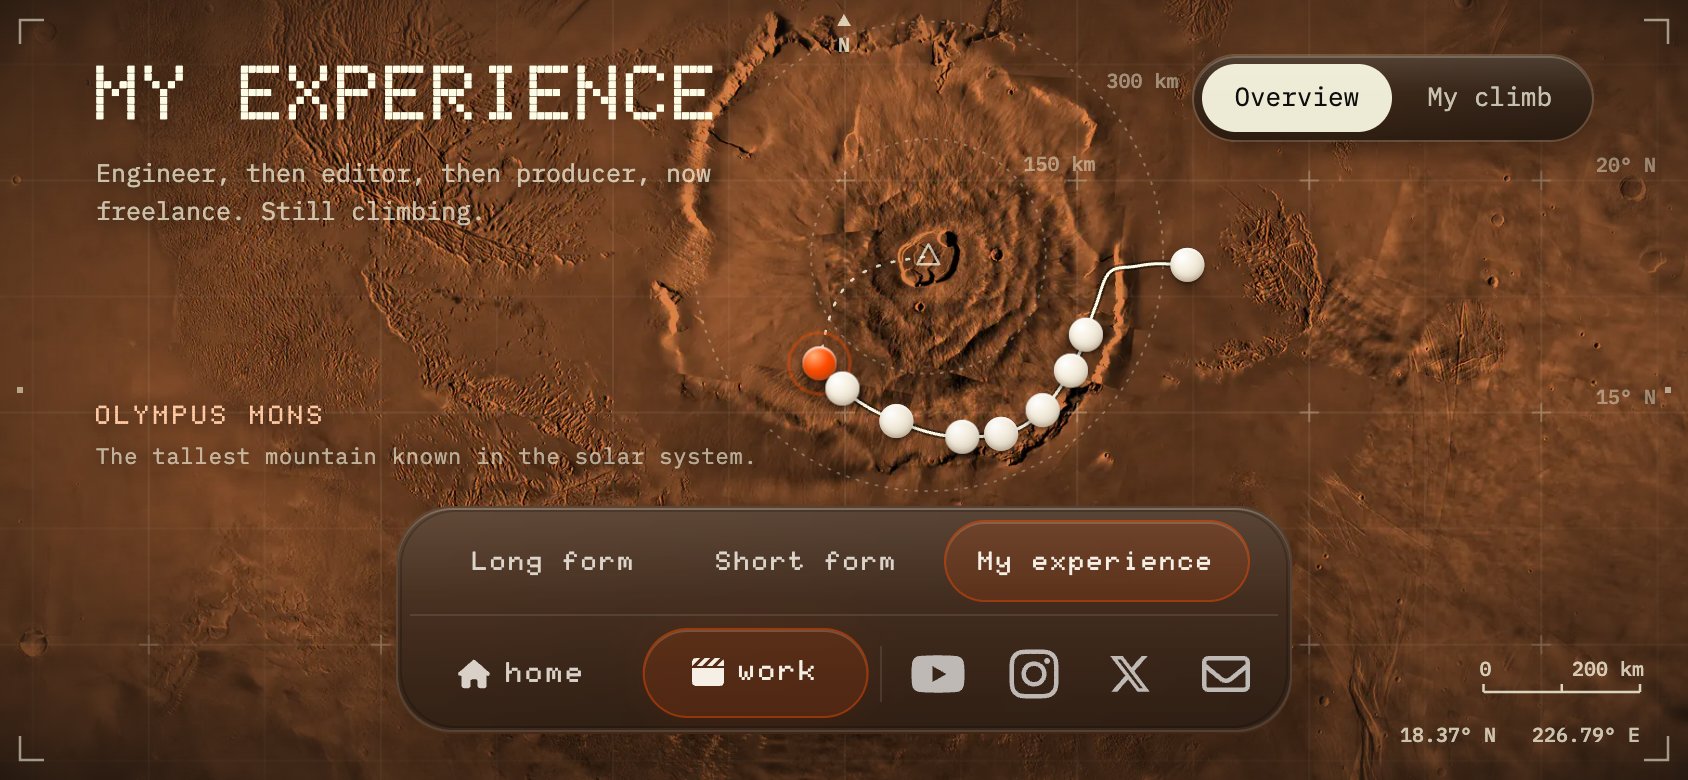 N
MY EXPERIENCE
300 km
Overview
My climb
150 km
20° N
Engineer, then editor, then producer, now
freelance. Still climbing.
15° N
OLYMPUS MONS
The tallest mountain known in the solar system.
Long form
Short form
My experience
home
work
0
200 km
18.37° N
226.79° E